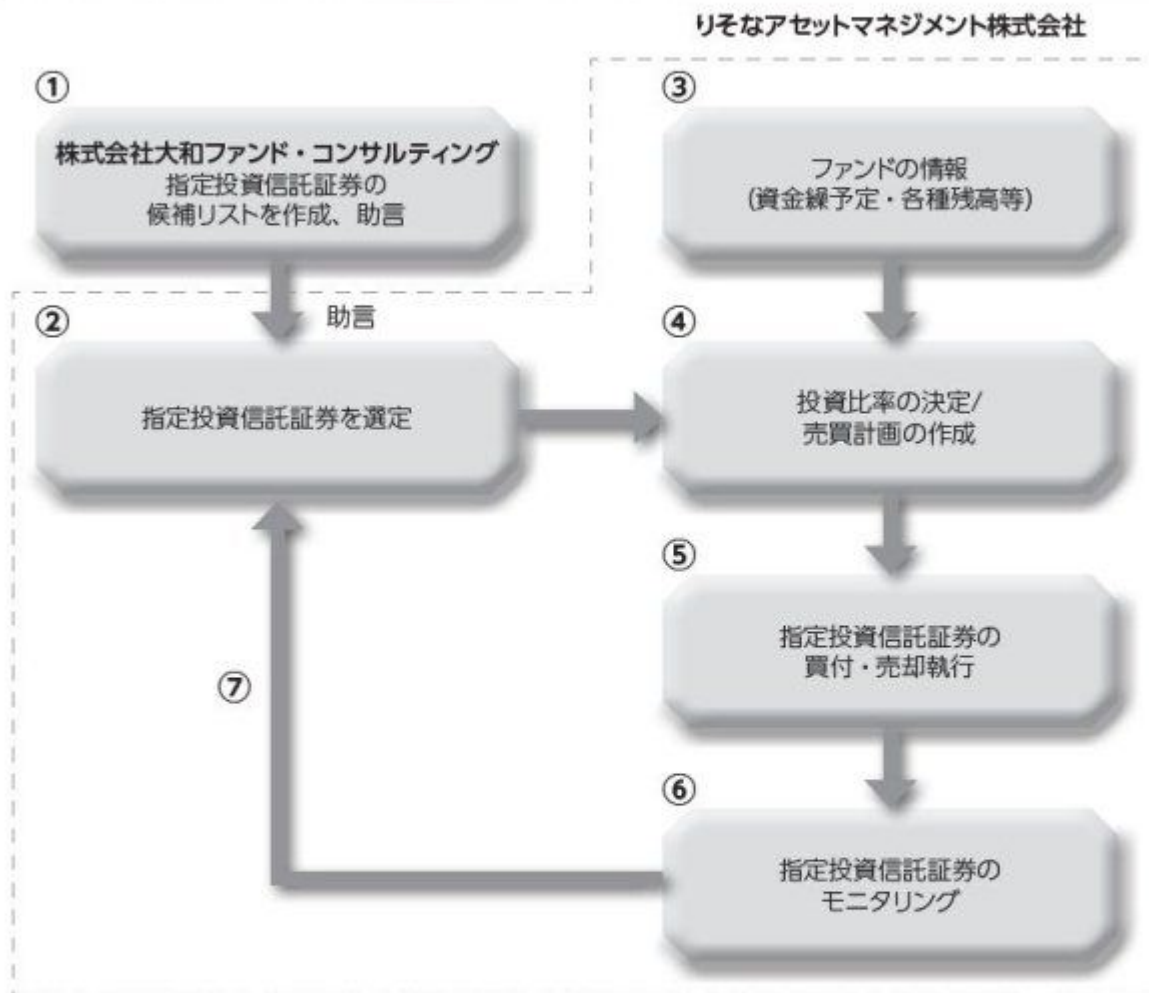 りそなアセットマネジメント株式会社
①
株式会社大和ファンド・コンサルティング
指定投資信託証券の
候補リストを作成、助言
助言
②
指定投資信託証券を選定
③
ファンドの情報
(資金繰予定・各種残高等)
④
投資比率の決定/
売買計画の作成
⑤
指定投資信託証券の
買付・売却執行
⑥
指定投資信託証券の
モニタリング
⑦